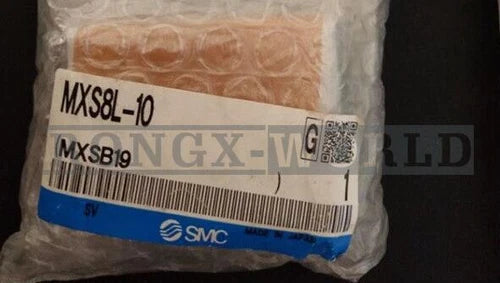 MXS8L-10
G
RONGX-WORLD
MXSB19
1
SV
SMC
MADE IN JAPAN